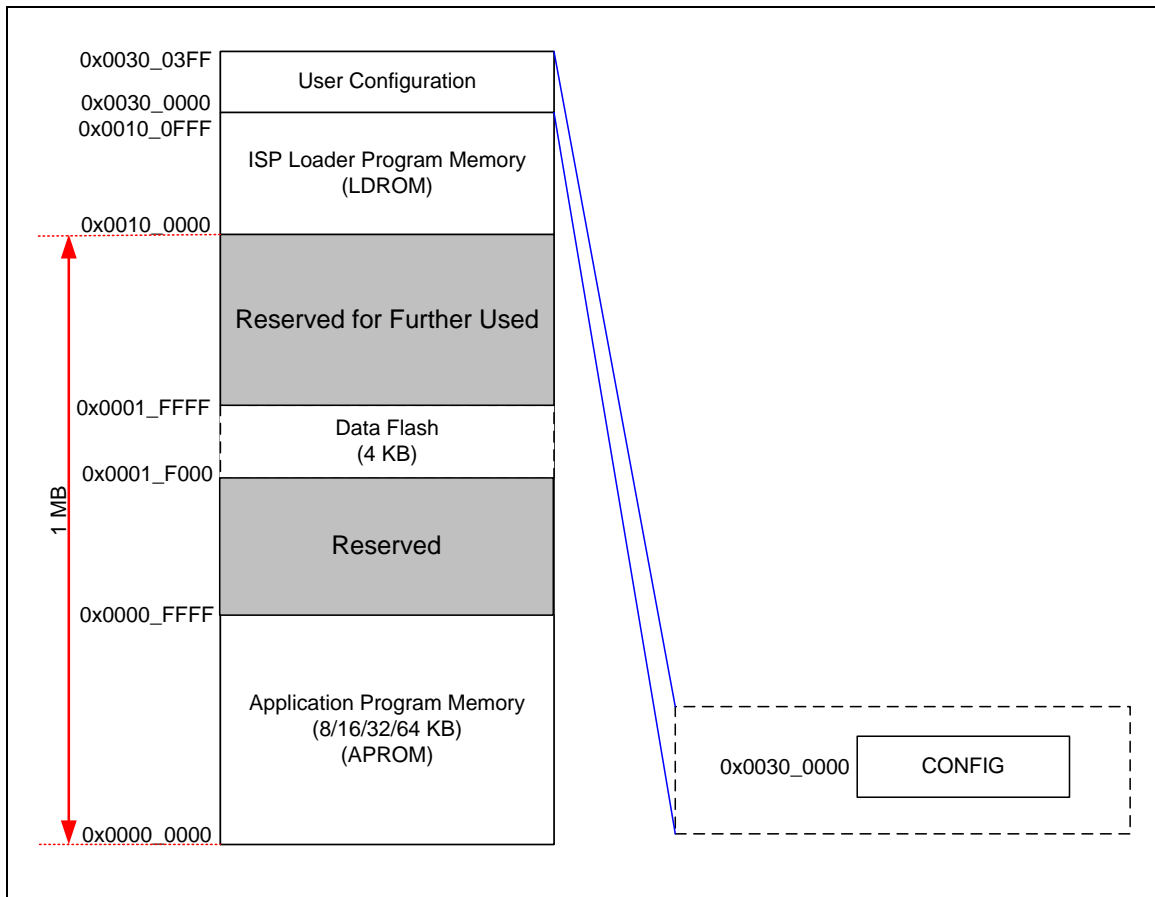 0x0030_03FF
User Configuration
0x0030_0000
0x0010_0FFF
ISP Loader Program Memory
(LDROM)
0x0010_0000
Reserved for Further Used
0x0001_FFFF
Data Flash
(4 KB)
0x0001_F000
1 MB
Reserved
0x0000_FFFF
Application Program Memory
(8/16/32/64 KB)
(APROM)
0x0000_0000
0x0030_0000
CONFIG